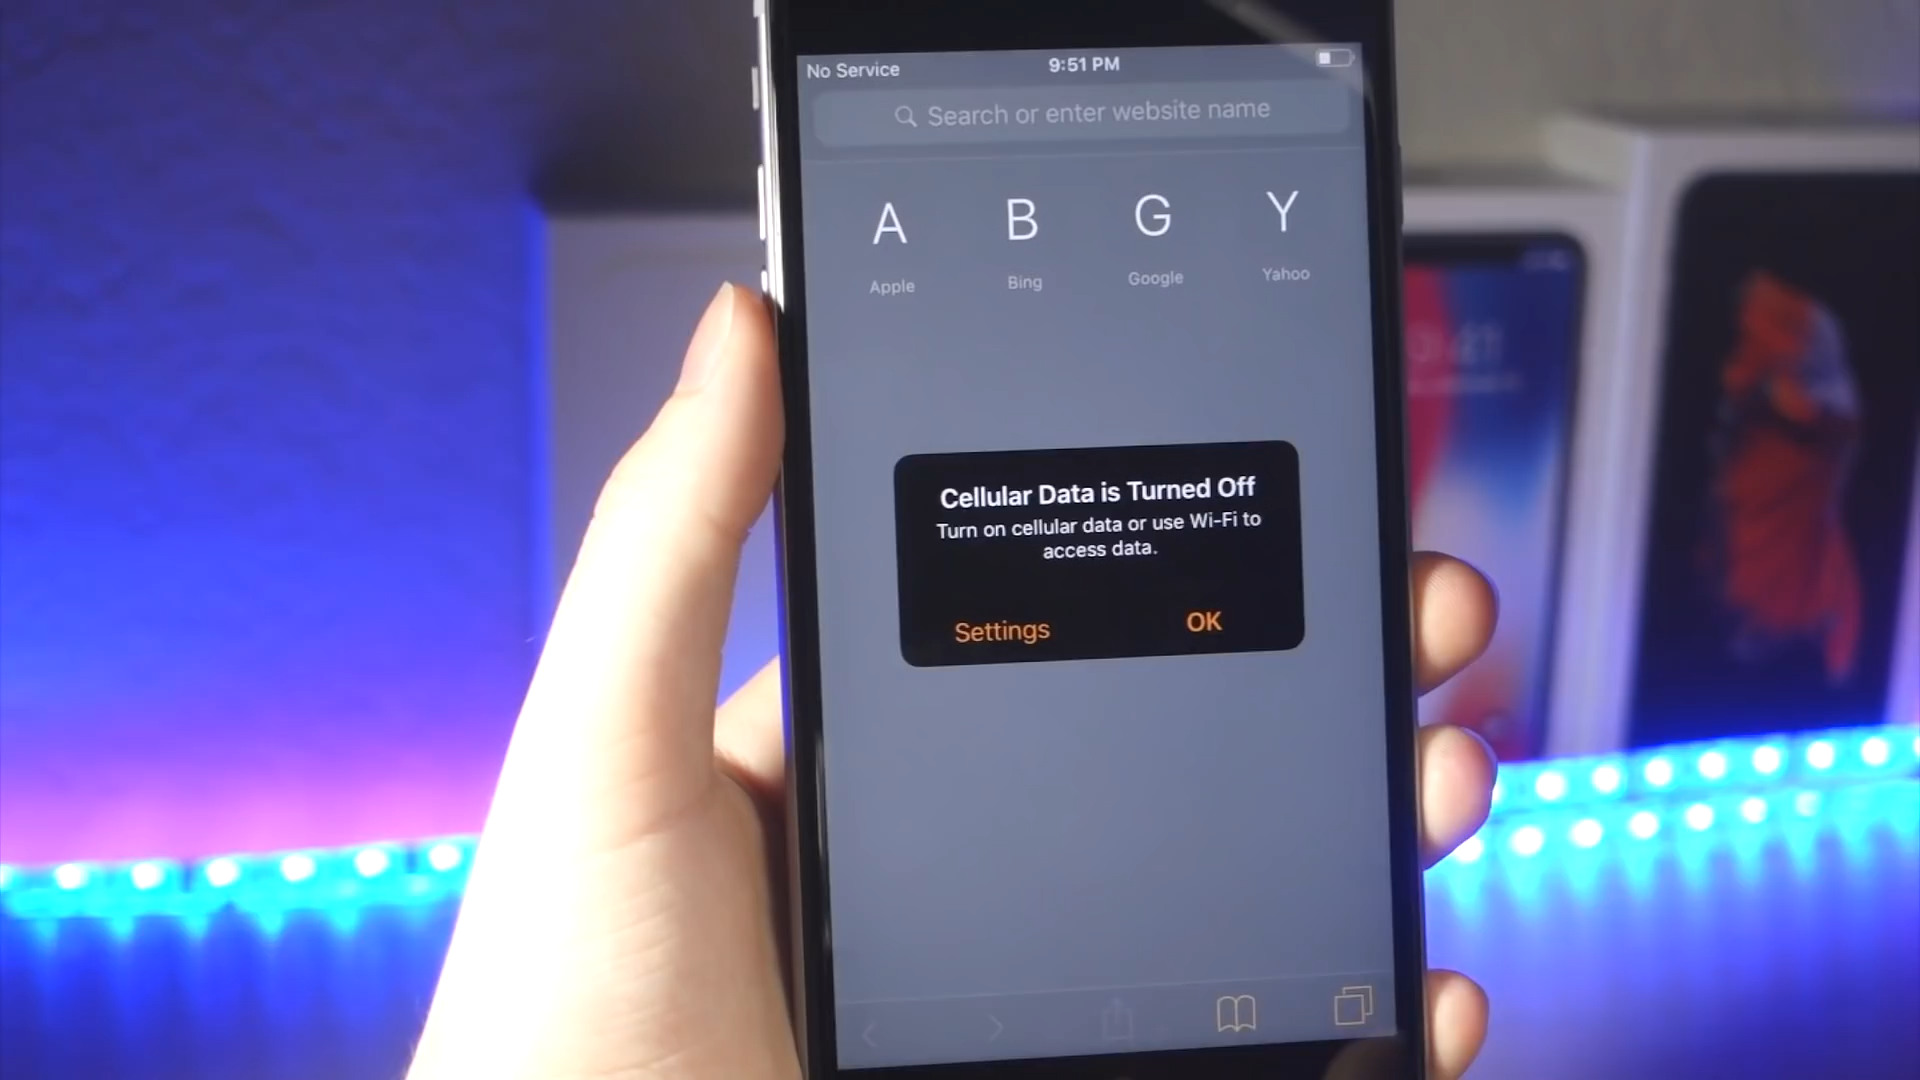 No Service
9:51 PM
Search or enter website name
A
B
G
Y
Apple
Bing
Google
Yahoo
Cellular Data is Turned Off
Turn on cellular data or use Wi-Fi to
access data.
Settings
OK